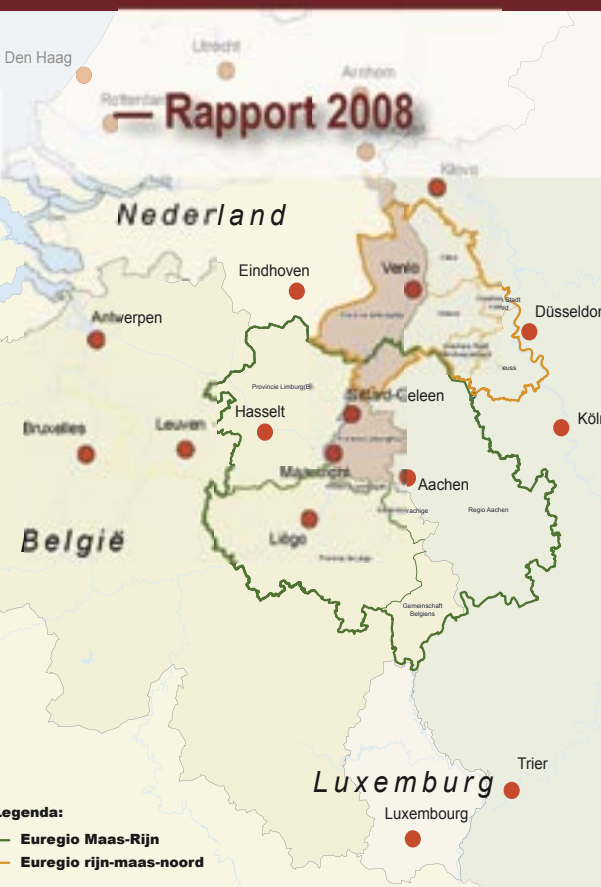 Utrecht
Den Haag
Arnhem
Rotterdam
— Rapport 2008
Kleve
Nederland
Eindhoven
Venlo
Antwerpen
Düsseldor
Provincie Limburg(B)
Sittard-Geleen
Hasselt
Köln
Bruxelles
Leuven
Maastricht
Aachen
Regio Aachen
Liège
België
Provincie de Liège
Gemeinschaft
Belgiens
Trier
Luxemburg
Luxembourg
Legenda:
Euregio Maas-Rijn
Euregio rijn-maas-noord